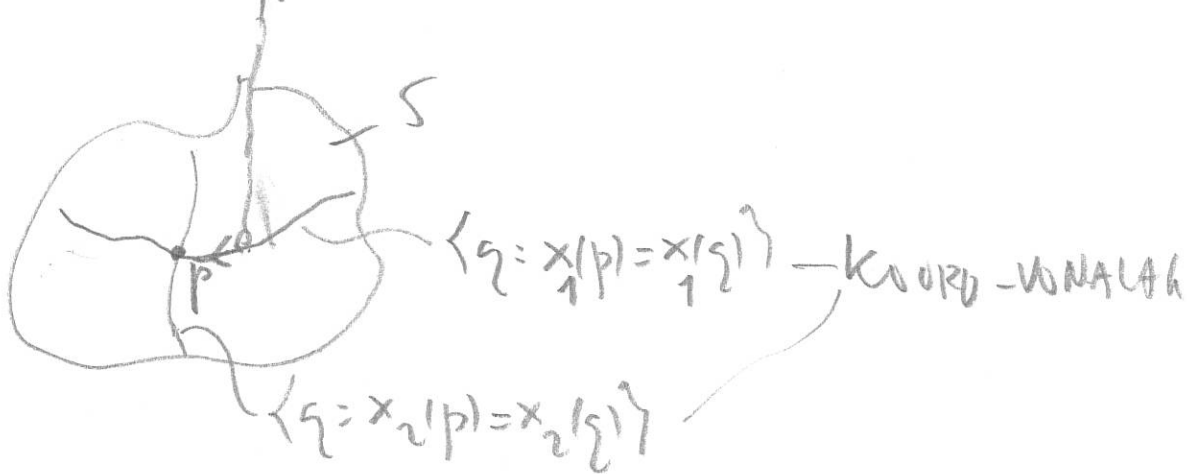 S
p
{q: x₁(p) = x₁(q)} — KOORD-VONALAK
{q: x₂(p) = x₂(q)}